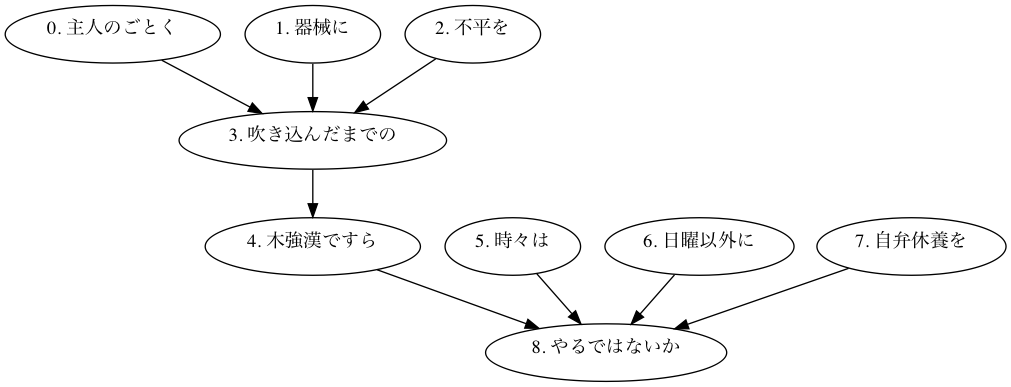 0. 主人のごとく
1. 器械に
2. 不平を
3. 吹き込んだまでの
4. 木強漢ですら
5. 時々は
6. 日曜以外に
7. 自弁休養を
8. やるではないか